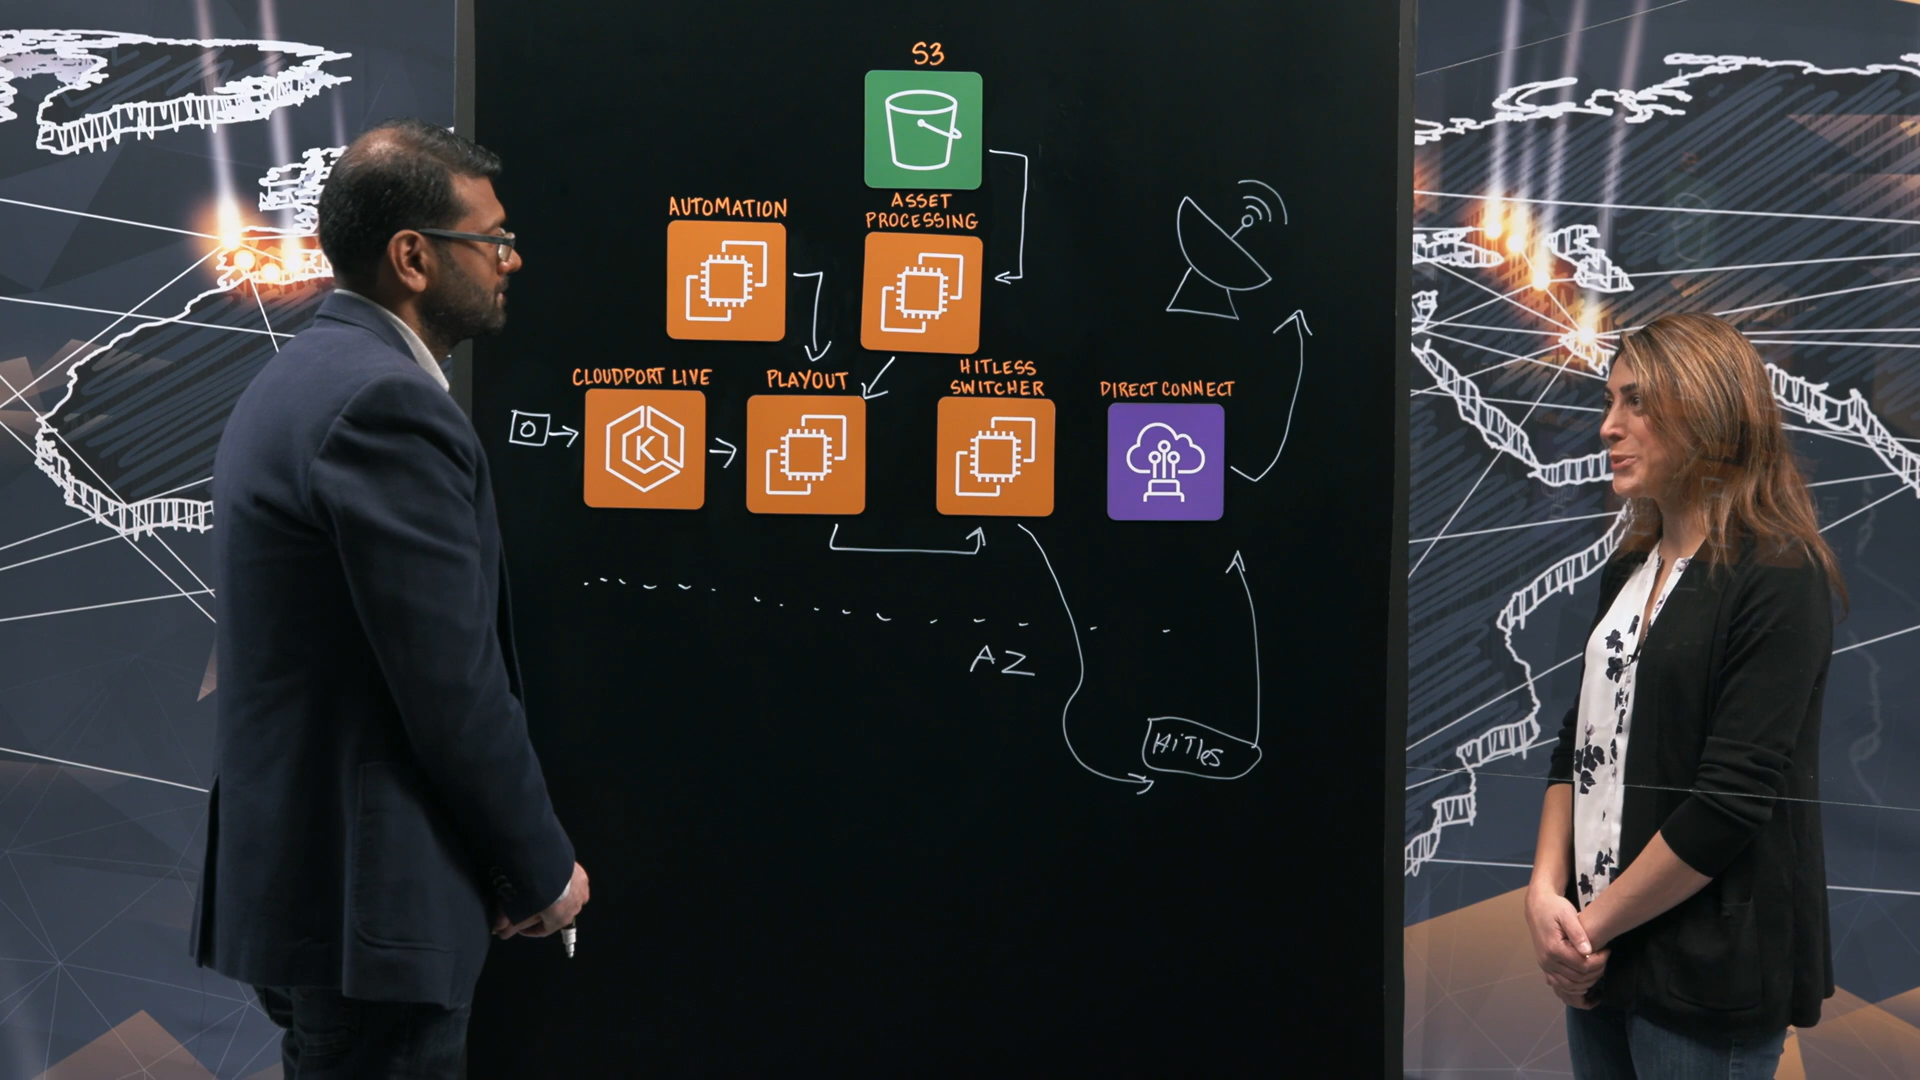 S3
AUTOMATION
ASSET
PROCESSING
CLOUDPORT LIVE
K
PLAYOUT
HITLESS
SWITCHER
DIRECT CONNECT
AZ
HiTles